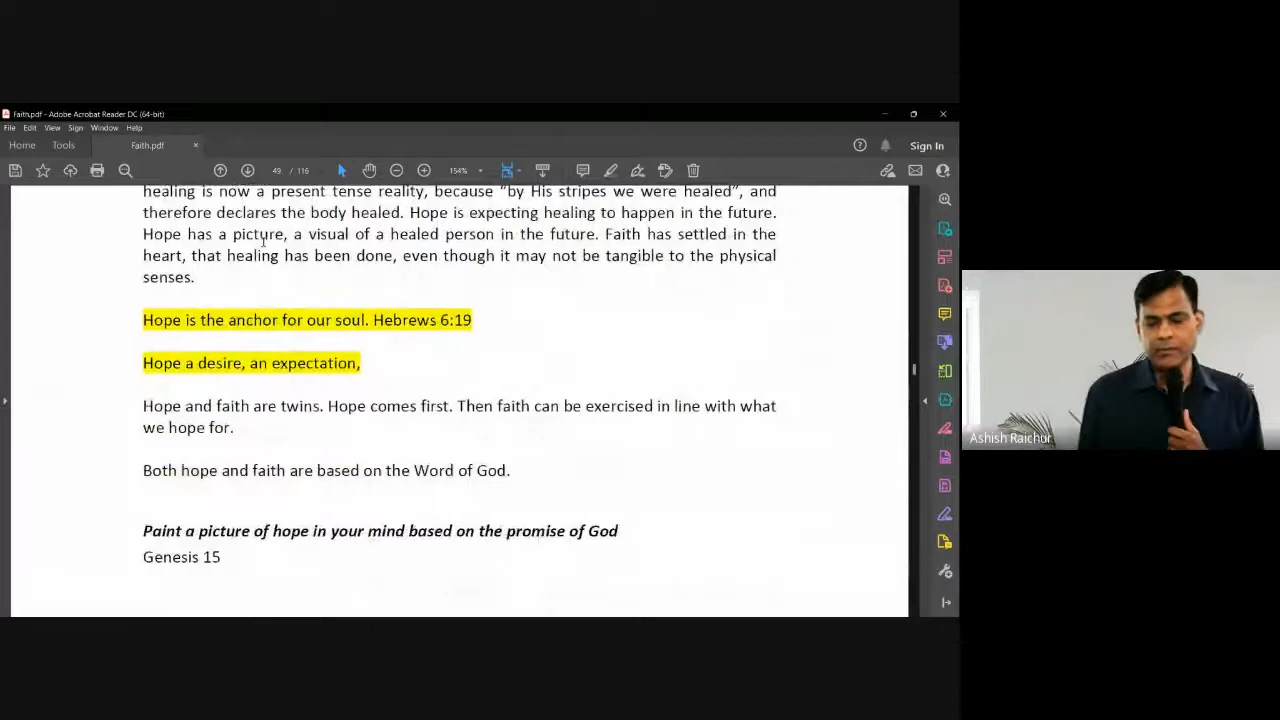 Faith.pdf - Adobe Acrobat Reader DC (64-bit)
File Edit View Sign Window Help
Home Tools Faith.pdf × Sign In
49 / 116 154%
healing is now a present tense reality, because “by His stripes we were healed”, and
therefore declares the body healed. Hope is expecting healing to happen in the future.
Hope has a picture, a visual of a healed person in the future. Faith has settled in the
heart, that healing has been done, even though it may not be tangible to the physical
senses.
Hope is the anchor for our soul. Hebrews 6:19
Hope a desire, an expectation,
Hope and faith are twins. Hope comes first. Then faith can be exercised in line with what
we hope for.
Both hope and faith are based on the Word of God.
Paint a picture of hope in your mind based on the promise of God
Genesis 15
Ashish Raichur